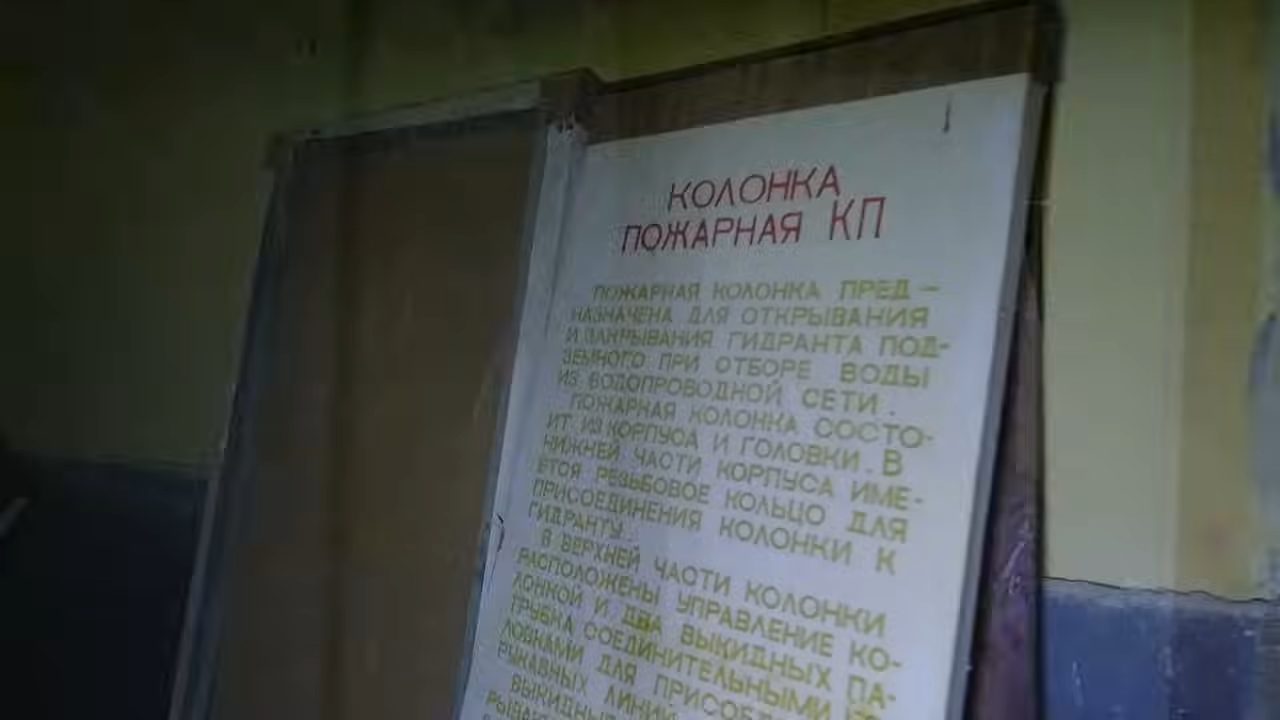 КОЛОНКА
ПОЖАРНАЯ КП
ПОЖАРНАЯ КОЛОНКА ПРЕД-
НАЗНАЧЕНА ДЛЯ ОТКРЫВАНИЯ
И ЗАКРЫВАНИЯ ГИДРАНТА ПОД-
ЗЕМНОГО ПРИ ОТБОРЕ ВОДЫ
ИЗ ВОДОПРОВОДНОЙ СЕТИ.
ПОЖАРНАЯ КОЛОНКА СОСТО-
ИТ ИЗ КОРПУСА И ГОЛОВКИ. В
НИЖНЕЙ ЧАСТИ КОРПУСА ИМЕ-
ЕТСЯ РЕЗЬБОВОЕ КОЛЬЦО ДЛЯ
ПРИСОЕДИНЕНИЯ КОЛОНКИ К
ГИДРАНТУ.
В ВЕРХНЕЙ ЧАСТИ КОЛОНКИ
РАСПОЛОЖЕНЫ УПРАВЛЕНИЕ КО-
ЛОНКОЙ И ДВА ВЫКИДНЫХ ПА-
ТРУБКА СОЕДИНИТЕЛЬНЫМИ
ЛОВКАМИ ДЛЯ
РУКАВНЫХ ЛИНИЙ